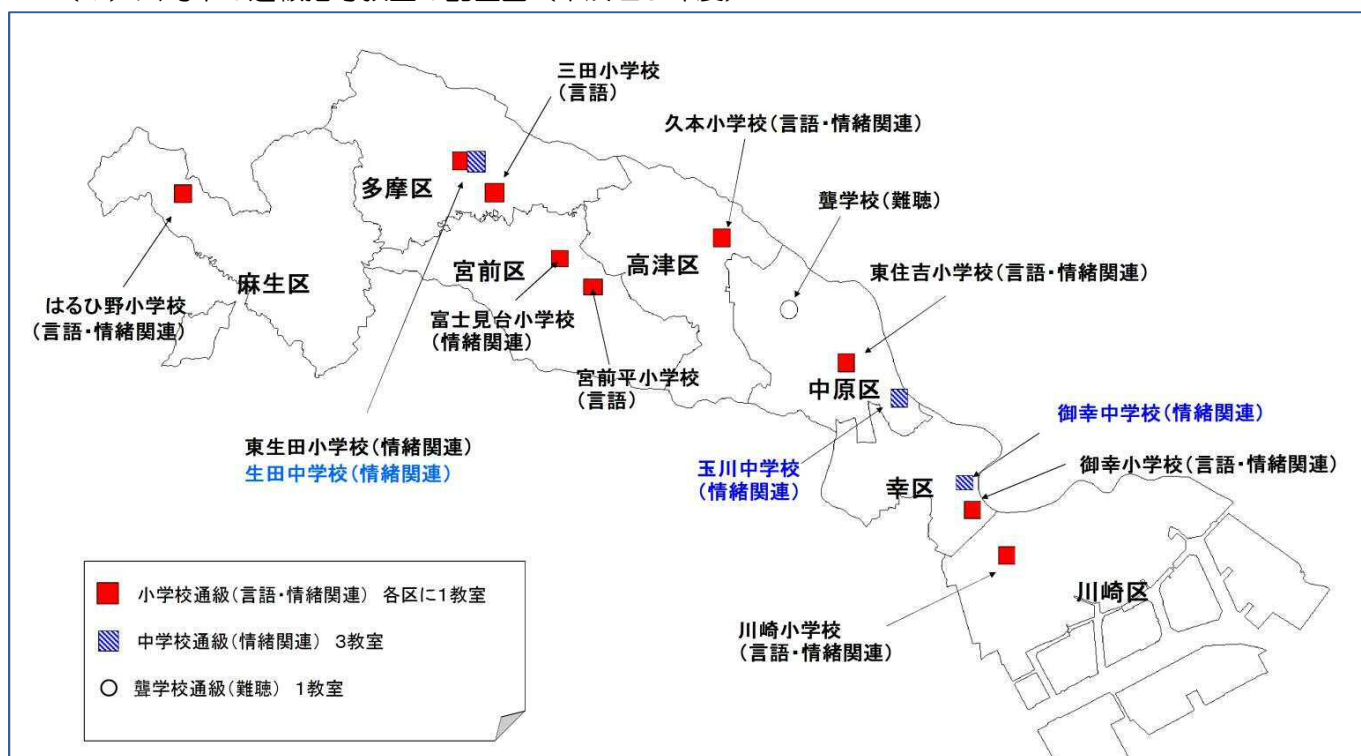 三田小学校
(言語)
久本小学校(言語・情緒関連)
多摩区
聾学校(難聴)
宮前区
高津区
東住吉小学校(言語・情緒関連)
麻生区
はるひ野小学校
(言語・情緒関連)
富士見台小学校
(情緒関連)
宮前平小学校
(言語)
中原区
御幸中学校(情緒関連)
東生田小学校(情緒関連)
生田中学校(情緒関連)
玉川中学校
(情緒関連)
御幸小学校(言語・情緒関連)
幸区
川崎区
川崎小学校
(言語・情緒関連)
小学校通級(言語・情緒関連) 各区に1教室
中学校通級(情緒関連) 3教室
聾学校通級(難聴) 1教室